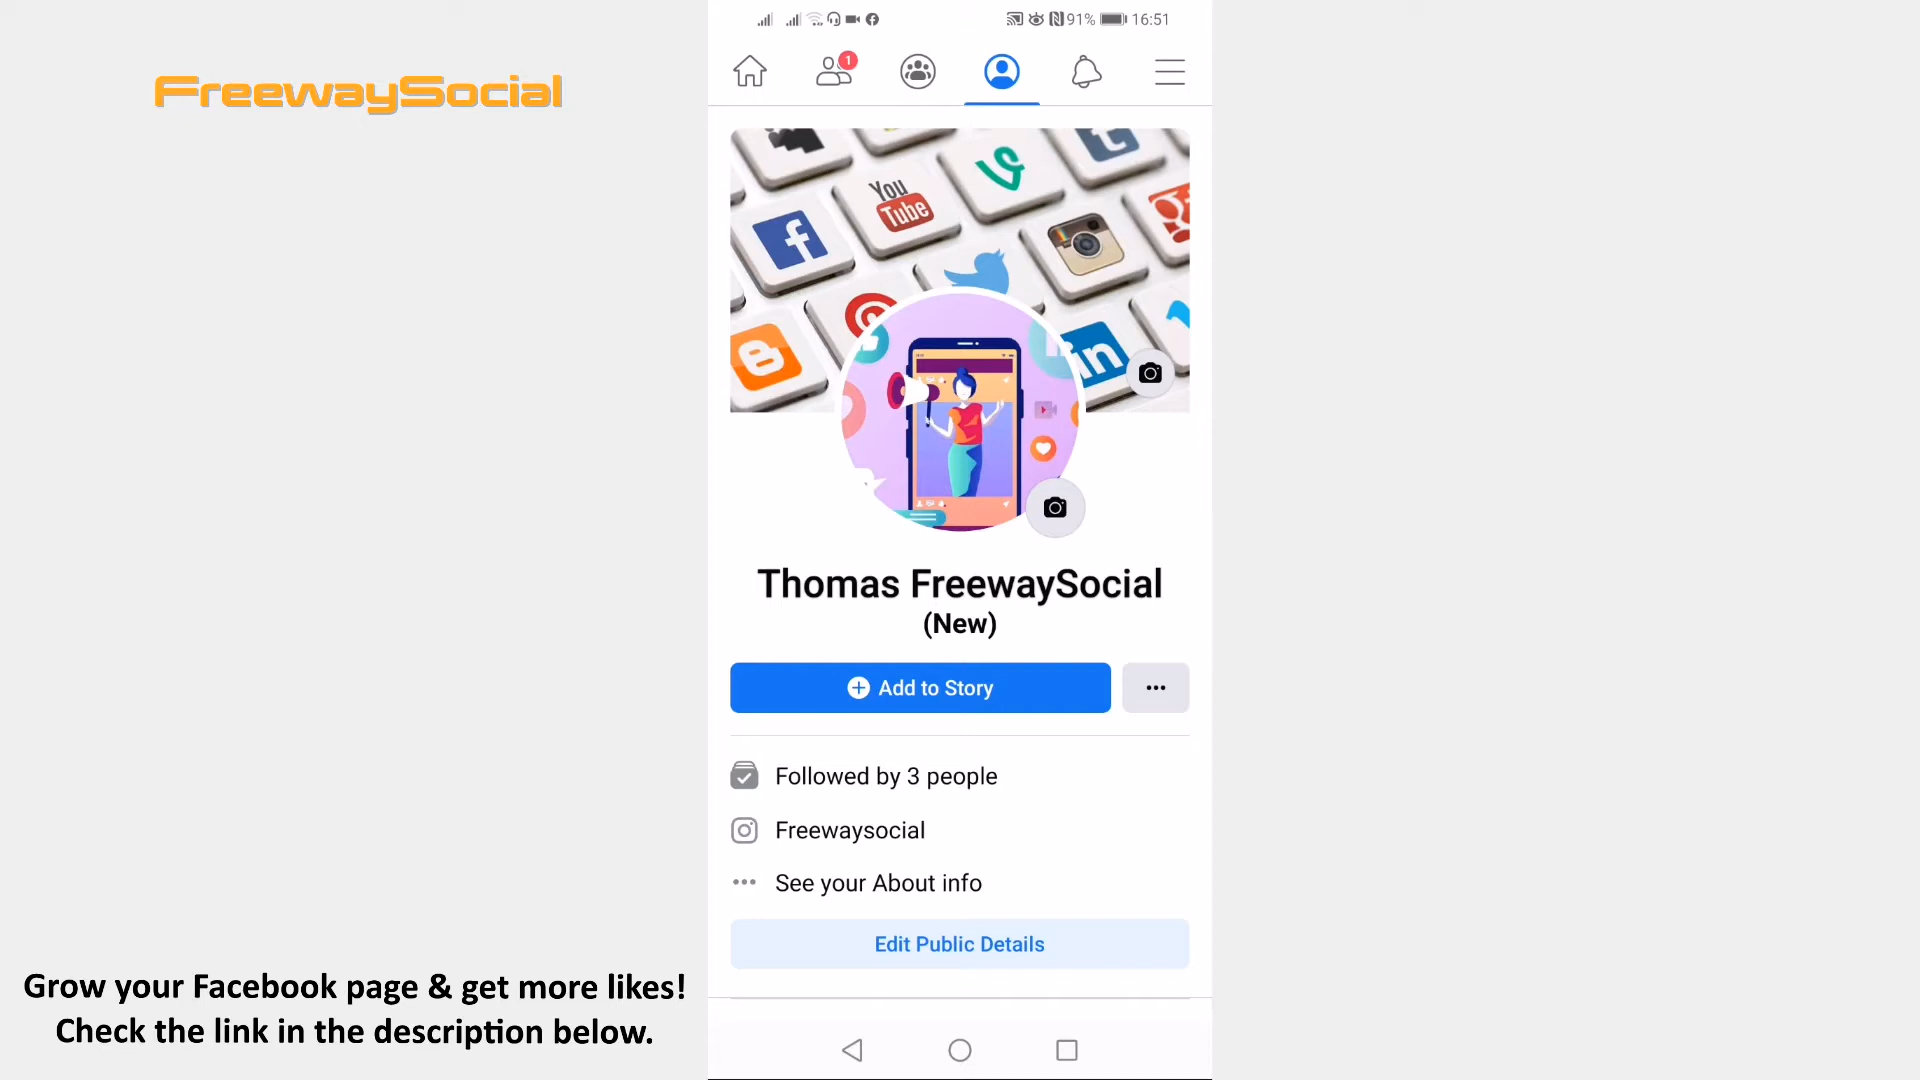 FreewaySocial
91% 16:51
1
You
Tube
f
in
Thomas FreewaySocial
(New)
Add to Story
Followed by 3 people
Freewaysocial
See your About info
Edit Public Details
Grow your Facebook page & get more likes!
Check the link in the description below.